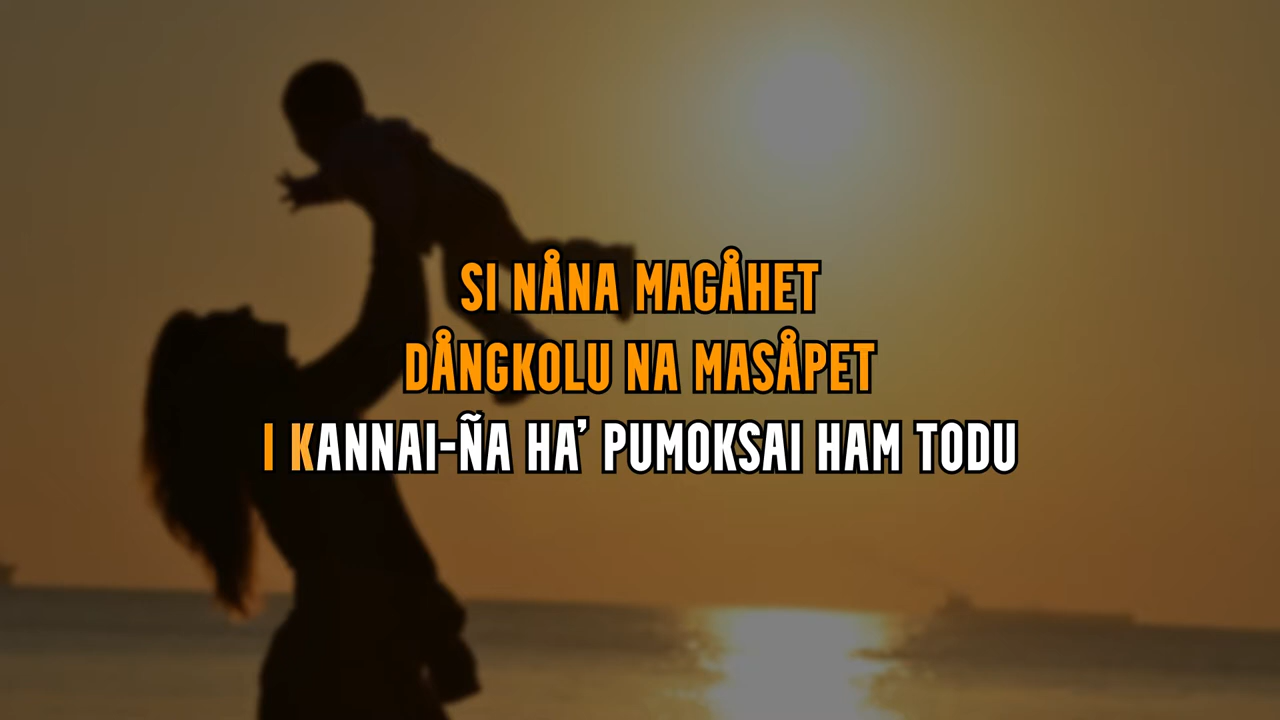 SI NÅNA MAGÅHET
DÅNGKOLU NA MASÅPET
I KANNAI-ÑA HA’ PUMOKSAI HAM TODU